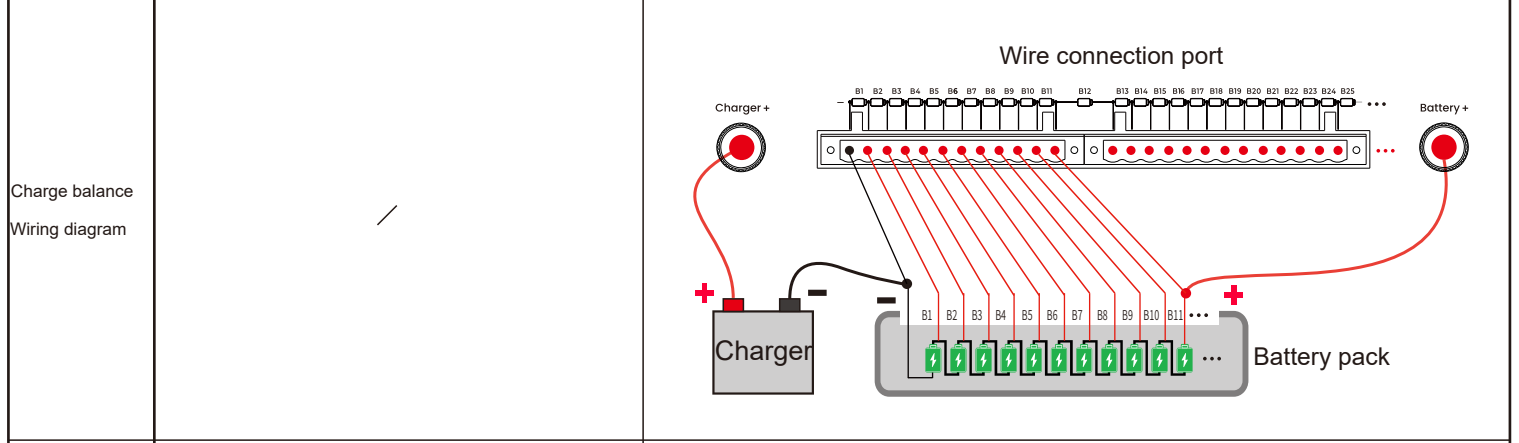 Charge balance
Wiring diagram
Wire connection port
Charger +
B1 B2 B3 B4 B5 B6 B7 B8 B9 B10 B11 B12 B13 B14 B15 B16 B17 B18 B19 B20 B21 B22 B23 B24 B25 •••
Battery +
+ −
Charger
− +
B1 B2 B3 B4 B5 B6 B7 B8 B9 B10 B11 •••
Battery pack